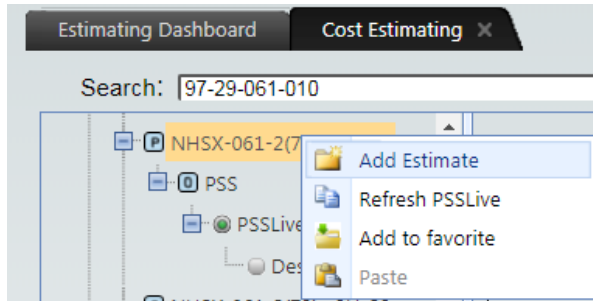 Estimating Dashboard Cost Estimating ×
Search: 97-29-061-010
P NHSX-061-2(7
Add Estimate
O PSS
Refresh PSSLive
PSSLive
Add to favorite
Des
Paste